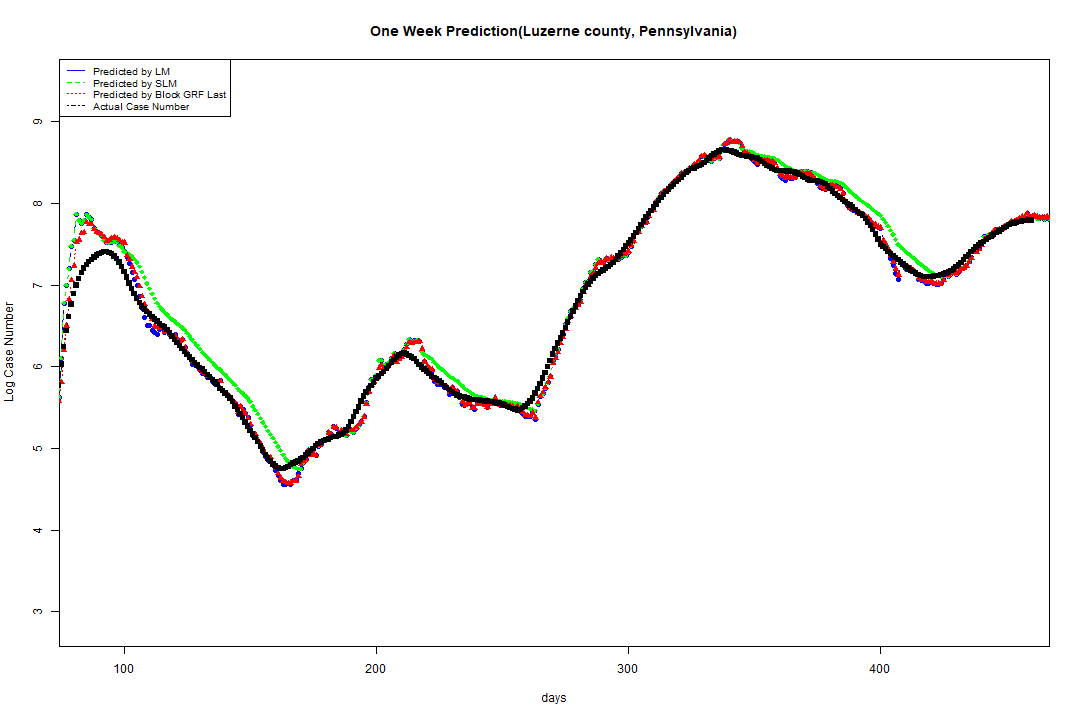 One Week Prediction(Luzerne county, Pennsylvania)
Predicted by LM
Predicted by SLM
Predicted by Block GRF Last
Actual Case Number
9
8
7
6
5
4
3
Log Case Number
100 200 300 400
days